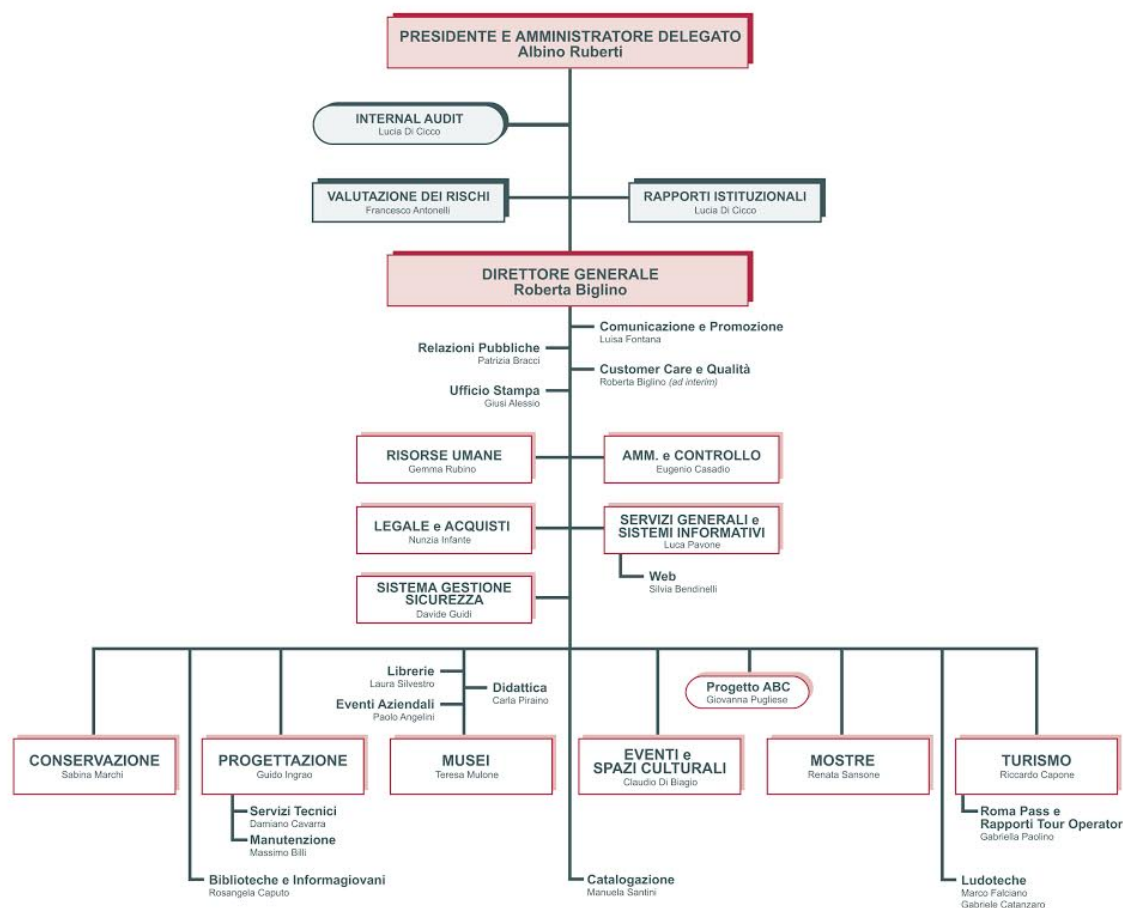 PRESIDENTE E AMMINISTRATORE DELEGATO
Albino Ruberti
INTERNAL AUDIT
Lucia Di Cicco
VALUTAZIONE DEI RISCHI
Francesco Antonelli
RAPPORTI ISTITUZIONALI
Lucia Di Cicco
DIRETTORE GENERALE
Roberta Biglino
Comunicazione e Promozione
Luisa Fontana
Relazioni Pubbliche
Patrizia Bracci
Customer Care e Qualità
Roberta Biglino (ad interim)
Ufficio Stampa
Giusi Alessio
RISORSE UMANE
Gemma Rubino
AMM. e CONTROLLO
Eugenio Casadio
LEGALE e ACQUISTI
Nunzia Infante
SERVIZI GENERALI e
SISTEMI INFORMATIVI
Luca Pavone
Web
Silvia Bendinelli
SISTEMA GESTIONE
SICUREZZA
Davide Guidi
Librerie
Laura Silvestro
Didattica
Carla Piraino
Eventi Aziendali
Paolo Angelini
Progetto ABC
Giovanna Pugliese
CONSERVAZIONE
Sabina Marchi
PROGETTAZIONE
Guido Ingrao
MUSEI
Teresa Mulone
EVENTI e
SPAZI CULTURALI
Claudio Di Biagio
MOSTRE
Renata Sansone
TURISMO
Riccardo Capone
Servizi Tecnici
Damiano Cavarra
Manutenzione
Massimo Billi
Roma Pass e
Rapporti Tour Operator
Gabriella Paolino
Biblioteche e Informagiovani
Rosangela Caputo
Catalogazione
Manuela Santini
Ludoteche
Marco Falciano
Gabriele Catanzaro